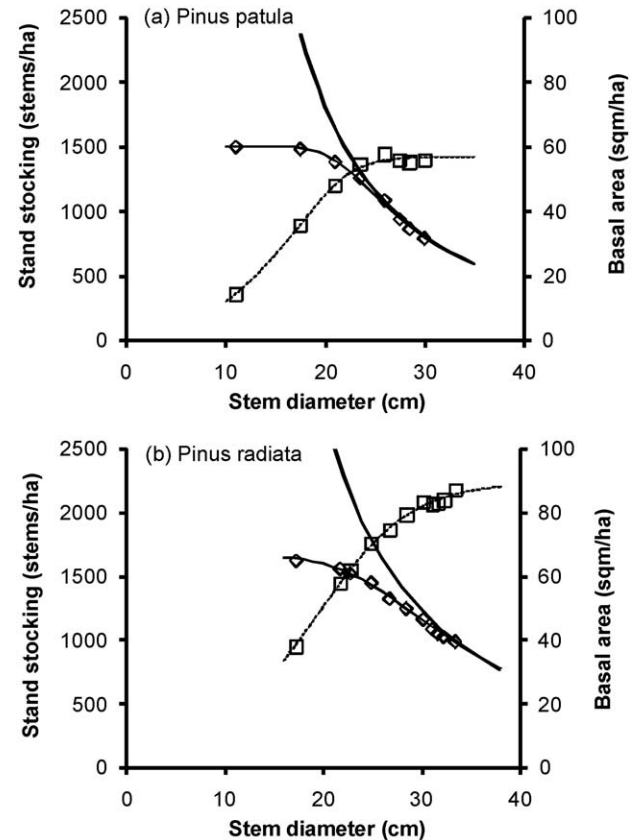 (a) Pinus patula
Stand stocking (stems/ha)
2500
2000
1500
1000
500
0
100
80
60
40
20
0
Basal area (sqm/ha)
0 10 20 30 40
Stem diameter (cm)
(b) Pinus radiata
Stand stocking (stems/ha)
2500
2000
1500
1000
500
0
100
80
60
40
20
0
Basal area (sqm/ha)
0 10 20 30 40
Stem diameter (cm)